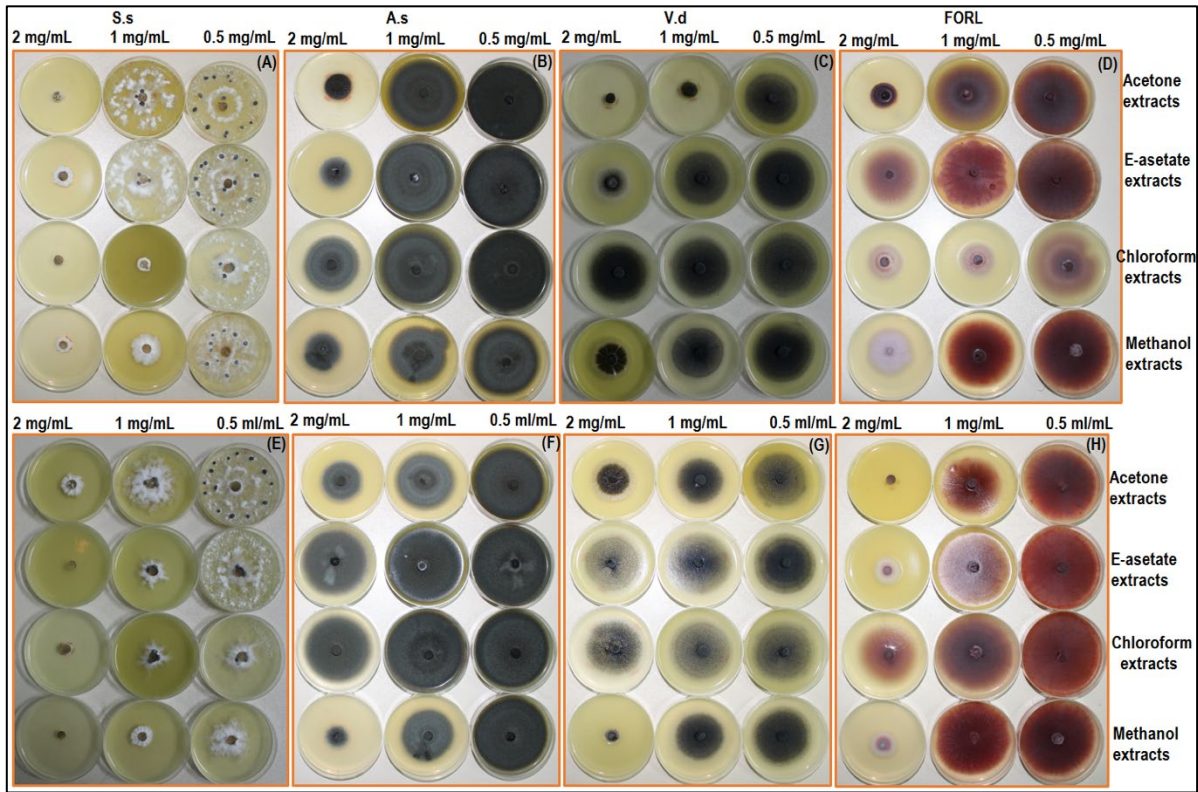 S.s A.s V.d FORL
2 mg/mL 1 mg/mL 0.5 mg/mL 2 mg/mL 1 mg/mL 0.5 mg/mL 2 mg/mL 1 mg/mL 0.5 mg/mL 2 mg/mL 1 mg/mL 0.5 mg/mL
(A) (B) (C) (D)
Acetone
extracts
E-asetate
extracts
Chloroform
extracts
Methanol
extracts
2 mg/mL 1 mg/mL 0.5 ml/mL 2 mg/mL 1 mg/mL 0.5 ml/mL 2 mg/mL 1 mg/mL 0.5 ml/mL 2 mg/mL 1 mg/mL 0.5 ml/mL
(E) (F) (G) (H)
Acetone
extracts
E-asetate
extracts
Chloroform
extracts
Methanol
extracts